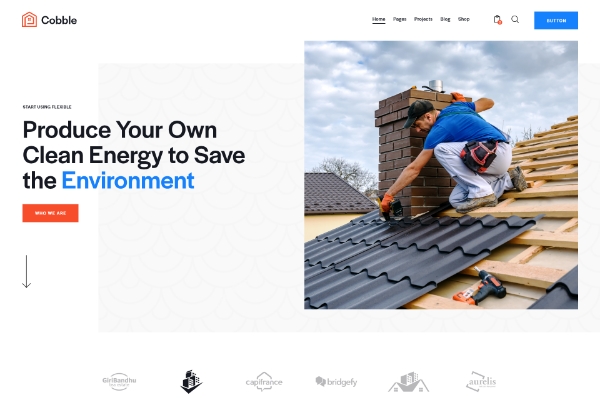 Cobble
Home Pages Projects Blog Shop
BUTTON
START USING FLEXIBLE
Produce Your Own
Clean Energy to Save
the Environment
WHO WE ARE
GiriBandhu
capifrance
bridgefy
aurelis